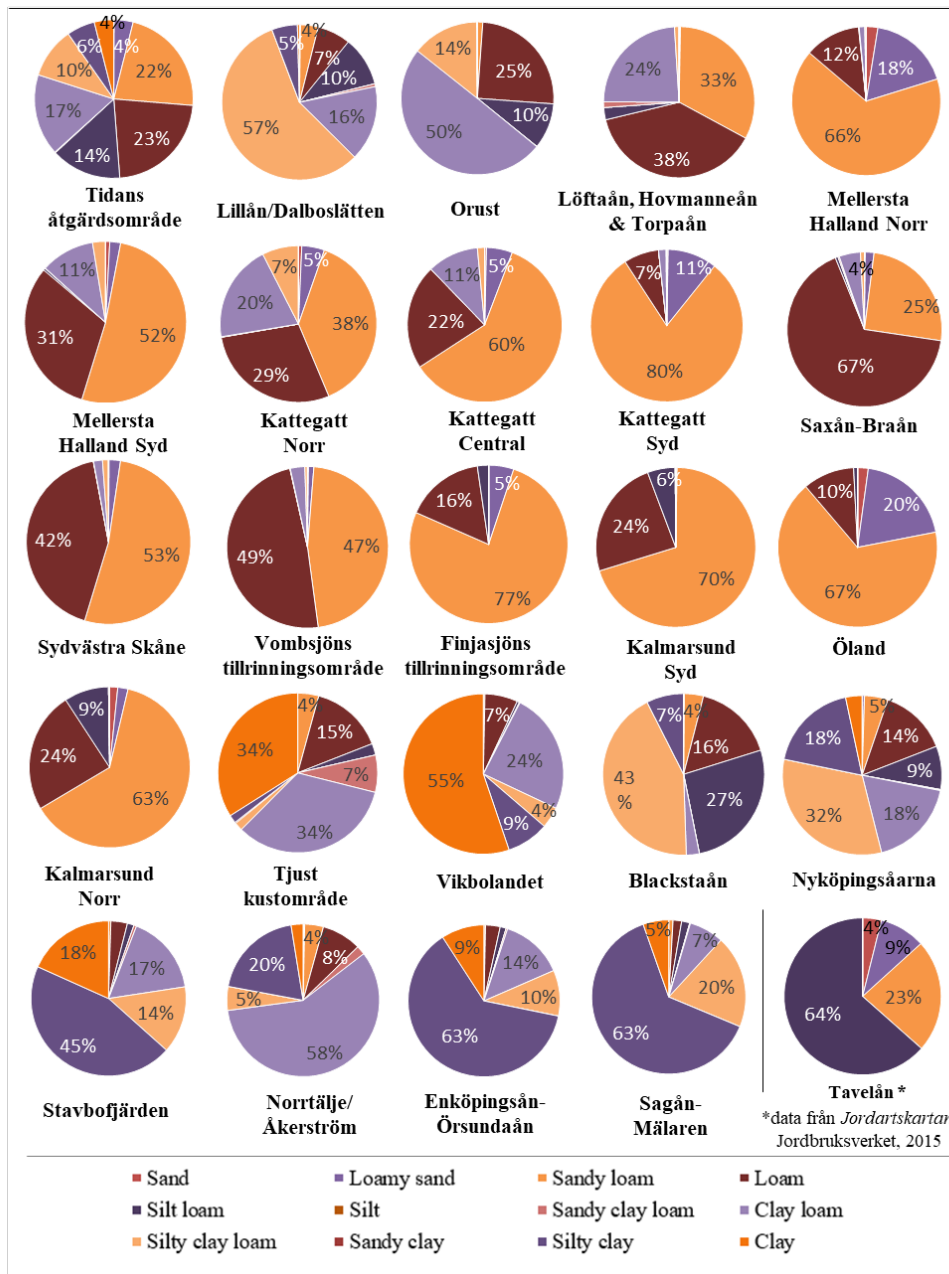 4%
4%
22%
23%
14%
17%
10%
6%
Tidans
åtgärdsområde
4%
7%
10%
16%
57%
5%
Lillån/Dalboslätten
25%
10%
50%
14%
Orust
33%
38%
24%
Löftaån, Hovmanneån
& Torpaån
18%
66%
12%
Mellersta
Halland Norr
52%
31%
11%
Mellersta
Halland Syd
5%
38%
29%
20%
7%
Kattegatt
Norr
5%
60%
22%
11%
Kattegatt
Central
11%
80%
7%
Kattegatt
Syd
25%
67%
4%
Saxån-Braån
53%
42%
Sydvästra Skåne
47%
49%
Vombsjöns
tillrinningsområde
5%
77%
16%
Finjasjöns
tillrinningsområde
70%
24%
6%
Kalmarsund
Syd
20%
67%
10%
Öland
63%
24%
9%
Kalmarsund
Norr
4%
15%
7%
34%
34%
Tjust
kustområde
7%
24%
4%
9%
55%
Vikbolandet
4%
16%
27%
43
%
7%
Blackstaån
5%
14%
9%
18%
32%
18%
Nyköpingsåarna
17%
14%
45%
18%
Stavbofjärden
4%
8%
58%
5%
20%
Norrtälje/
Åkerström
14%
10%
63%
9%
Enköpingsån-
Örsundaån
7%
20%
63%
5%
Sagån-
Mälaren
4%
9%
23%
64%
Tavelån *
*data från Jordartskartan
Jordbruksverket, 2015
Sand Loamy sand Sandy loam Loam
Silt loam Silt Sandy clay loam Clay loam
Silty clay loam Sandy clay Silty clay Clay